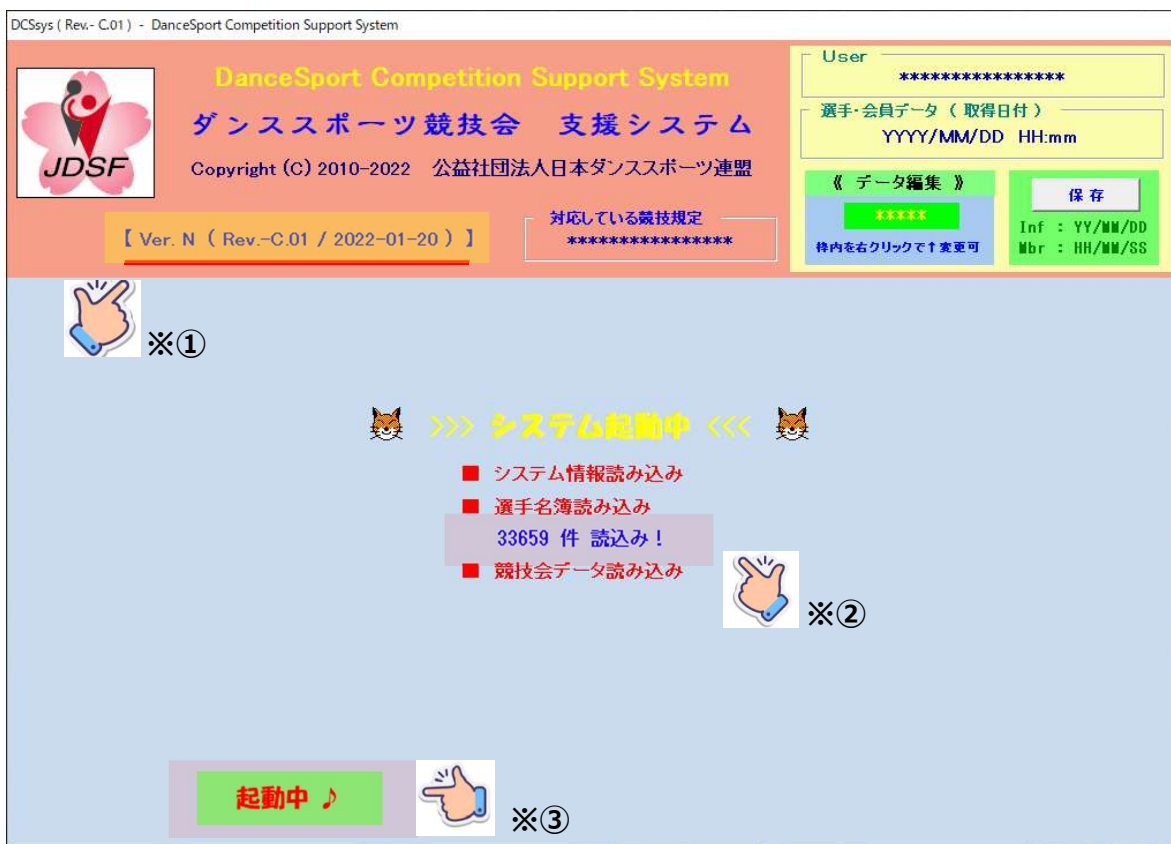 DCSsys ( Rev.- C.01 ) - DanceSport Competition Support System
JDSF
DanceSport Competition Support System
ダンススポーツ競技会 支援システム
Copyright (C) 2010-2022 公益社団法人日本ダンススポーツ連盟
【 Ver. N ( Rev.-C.01 / 2022-01-20 ) 】
対応している競技規定
****************
User
****************
選手・会員データ ( 取得日付 )
YYYY/MM/DD HH:mm
《 データ編集 》
*****
枠内を右クリックで↑変更可
保存
Inf : YY/MM/DD
Mbr : HH/MM/SS
※①
>>> システム起動中 <<<
■ システム情報読み込み
■ 選手名簿読み込み
33659 件 読込み!
■ 競技会データ読み込み
※②
起動中 ♪
※③